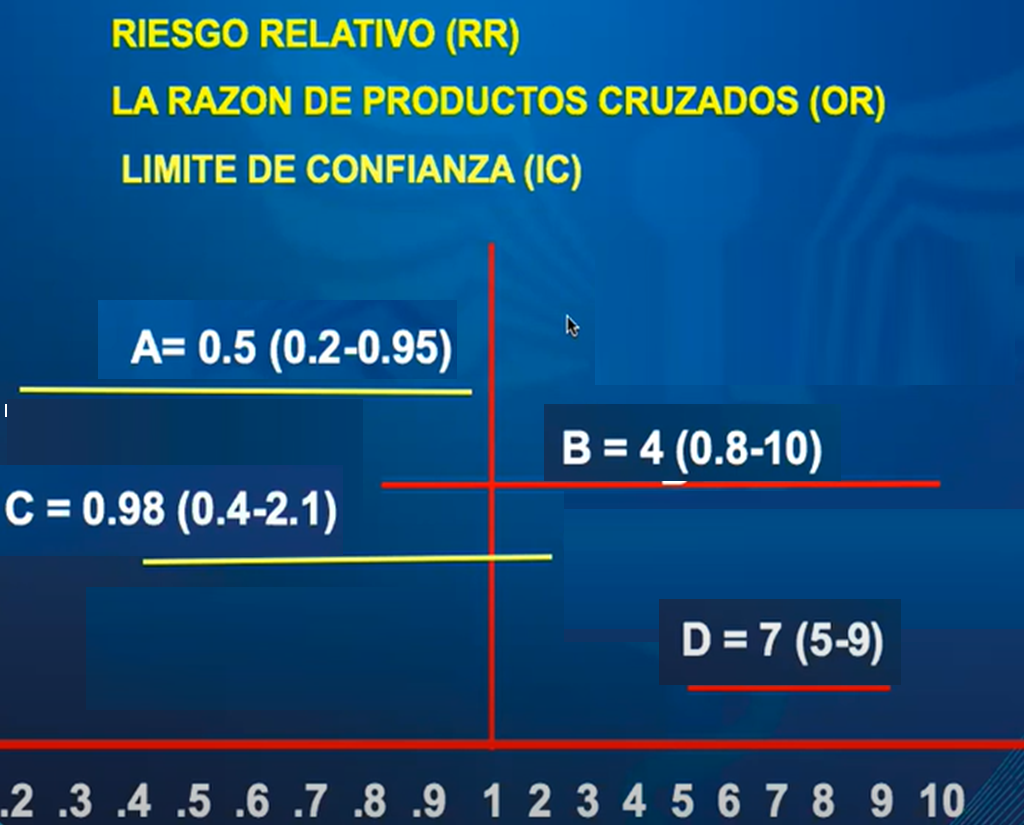 RIESGO RELATIVO (RR)
LA RAZON DE PRODUCTOS CRUZADOS (OR)
LIMITE DE CONFIANZA (IC)
A= 0.5 (0.2-0.95)
B = 4 (0.8-10)
C = 0.98 (0.4-2.1)
D = 7 (5-9)
.2 .3 .4 .5 .6 .7 .8 .9 1 2 3 4 5 6 7 8 9 10